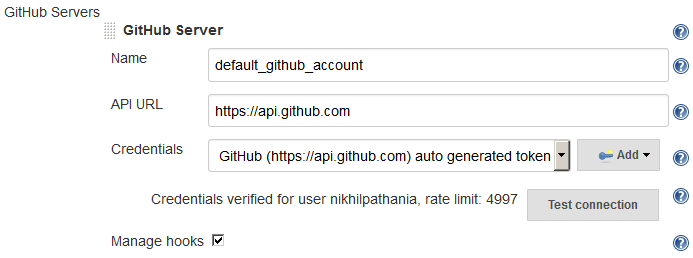 GitHub Servers
GitHub Server
Name
default_github_account
API URL
https://api.github.com
Credentials
GitHub (https://api.github.com) auto generated token
Add
Credentials verified for user nikhilpathania, rate limit: 4997
Test connection
Manage hooks